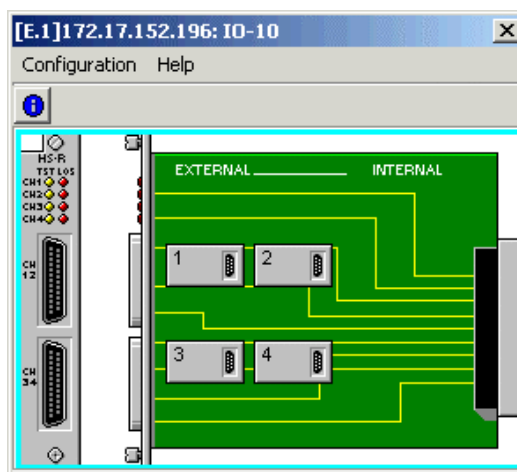 [E.1]172.17.152.196: IO-10
Configuration Help
HS-R
TST LOS
CH1
CH2
CH3
CH4
CH
12
CH
34
EXTERNAL INTERNAL
1 2
3 4